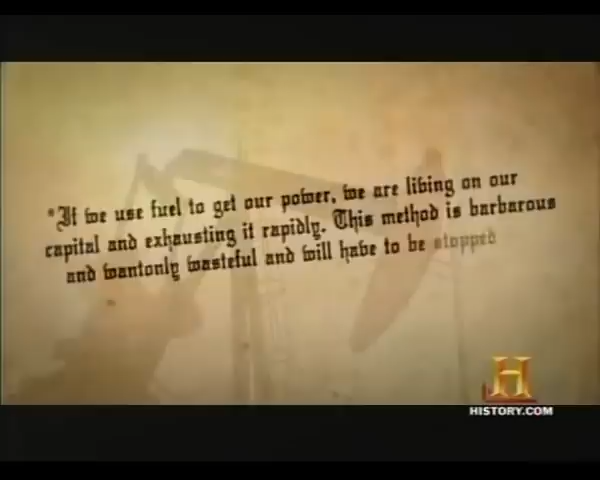 "If we use fuel to get our power, we are living on our
capital and exhausting it rapidly. This method is barbarous
and wantonly wasteful and will have to be stopped
H
HISTORY.COM